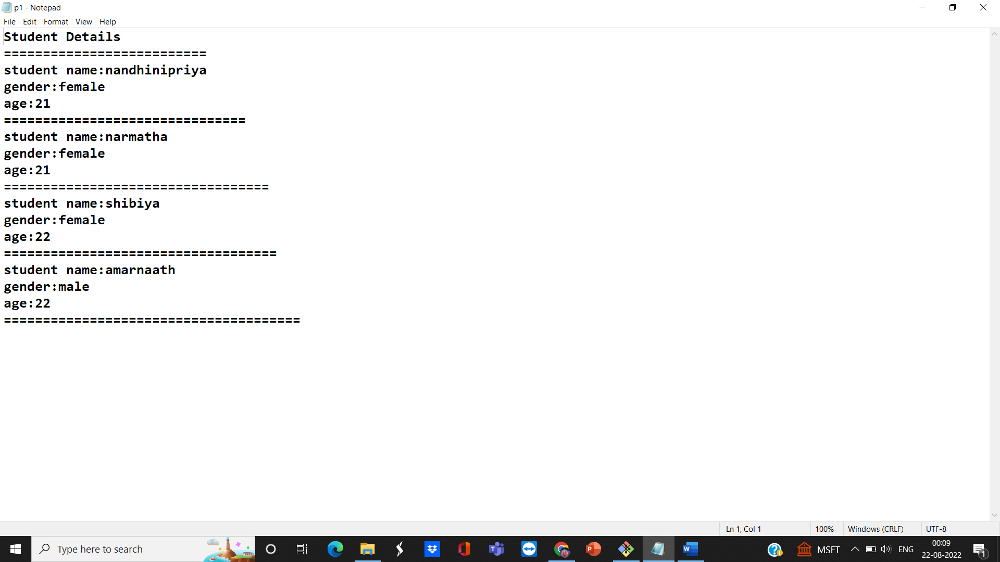 p1 - Notepad
File Edit Format View Help
Student Details
==========================
student name:nandhinipriya
gender:female
age:21
===============================
student name:narmatha
gender:female
age:21
==================================
student name:shibiya
gender:female
age:22
===================================
student name:amarnaath
gender:male
age:22
======================================
Ln 1, Col 1 100% Windows (CRLF) UTF-8
Type here to search MSFT ENG 00:09
22-08-2022 1